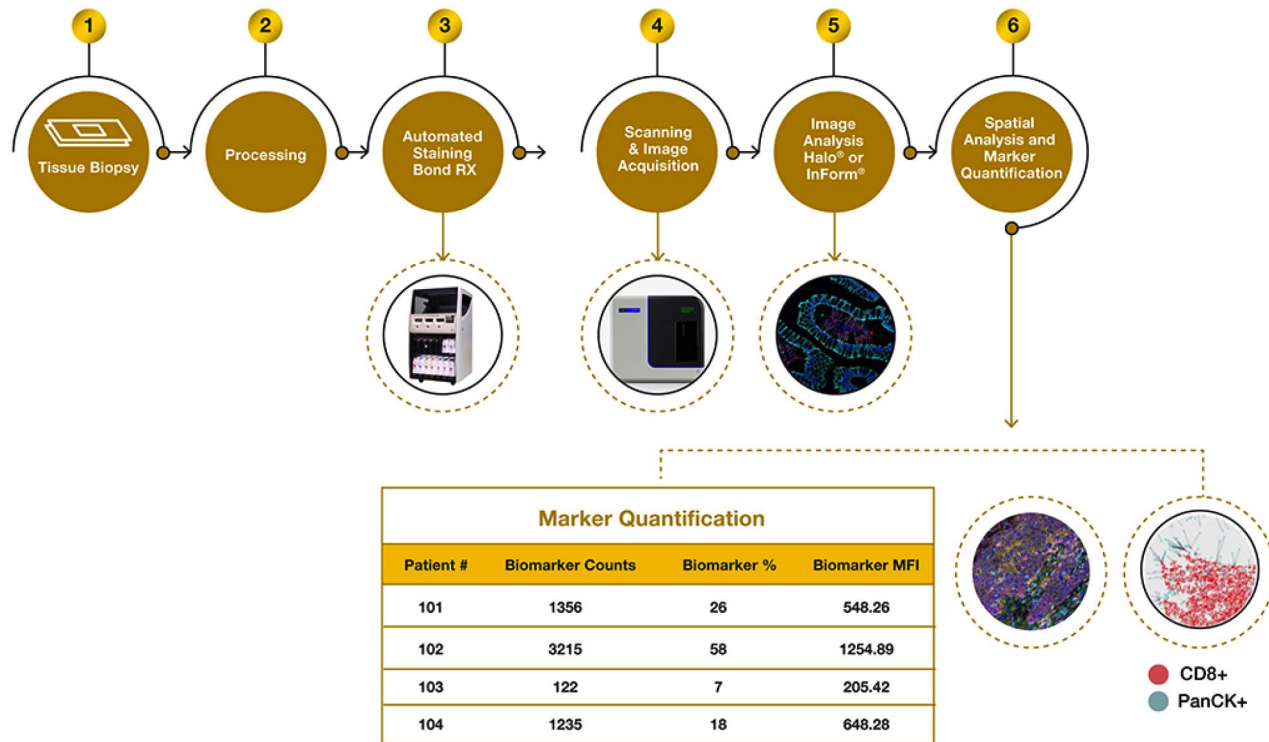 1
2
3
4
5
6
Tissue Biopsy
Processing
Automated
Staining
Bond RX
Scanning
& Image
Acquisition
Image
Analysis
Halo® or
InForm®
Spatial
Analysis and
Marker
Quantification
Marker Quantification
Patient # Biomarker Counts Biomarker % Biomarker MFI
101 1356 26 548.26
102 3215 58 1254.89
103 122 7 205.42
104 1235 18 648.28
CD8+
PanCK+